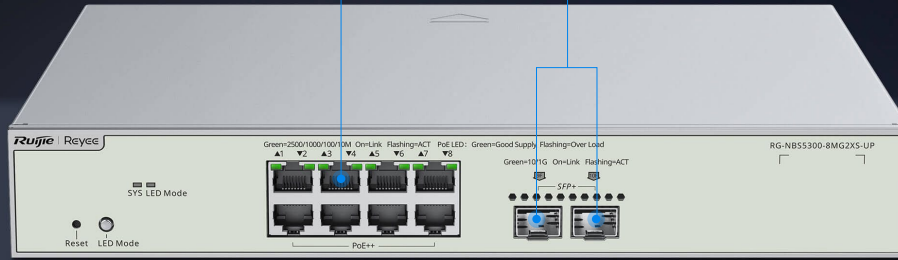 Ruijie | Reyee
Green=2500/1000/100/10M On=Link Flashing=ACT PoE LED: Green=Good Supply Flashing=Over Load
▲1 ▼2 ▲3 ▼4 ▲5 ▼6 ▲7 ▼8
RG-NBS5300-8MG2XS-UP
Green=10/1G On=Link Flashing=ACT
SFP+
SYS LED Mode
Reset LED Mode
PoE++